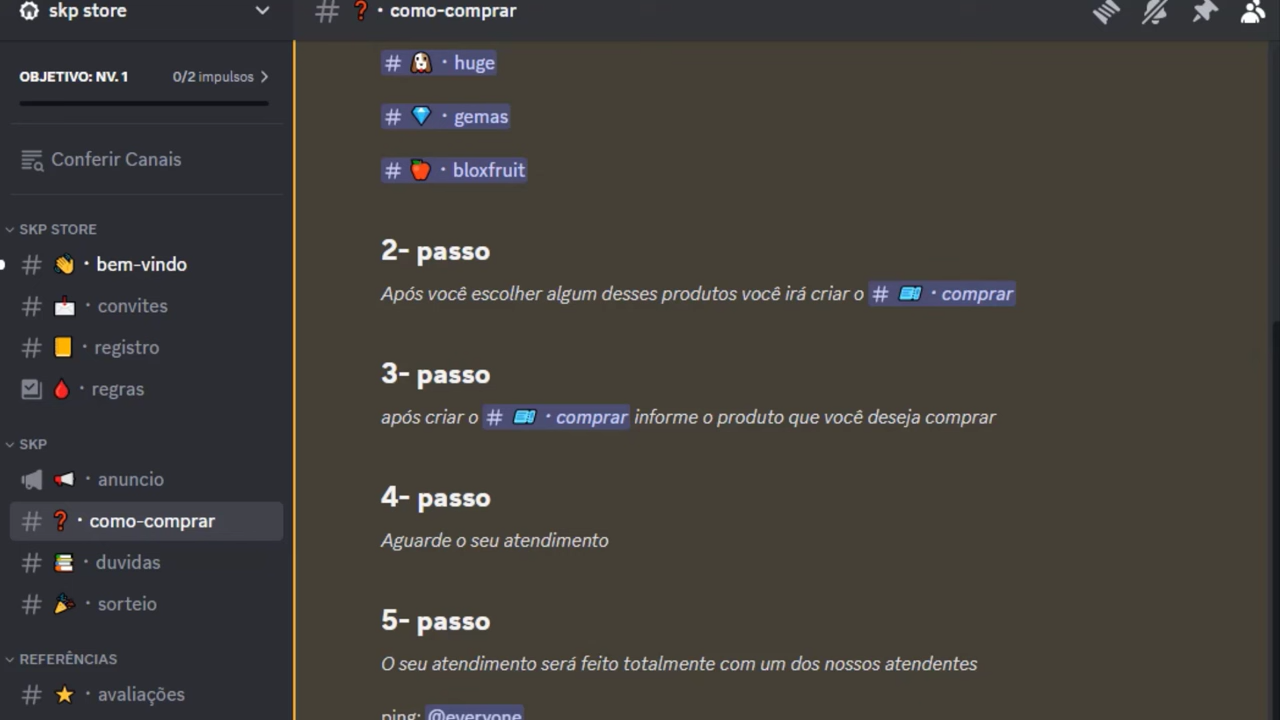 skp store
OBJETIVO: NV. 1 0/2 impulsos
Conferir Canais
SKP STORE
# 👋 · bem-vindo
# 📩 · convites
# 📒 · registro
🩸 · regras
SKP
📢 · anuncio
# ❓ · como-comprar
# 📚 · duvidas
# 🎉 · sorteio
REFERÊNCIAS
# ⭐ · avaliações
# ❓ · como-comprar
# 🐶 · huge
# 💎 · gemas
# 🍎 · bloxfruit
2- passo
Após você escolher algum desses produtos você irá criar o # 🎟 · comprar
3- passo
após criar o # 🎟 · comprar informe o produto que você deseja comprar
4- passo
Aguarde o seu atendimento
5- passo
O seu atendimento será feito totalmente com um dos nossos atendentes
ping: @everyone